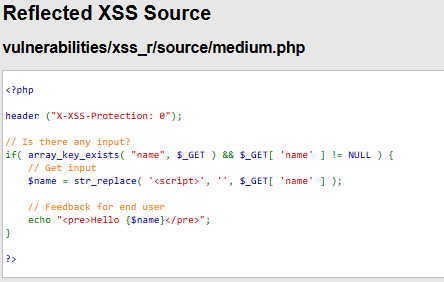 Reflected XSS Source
vulnerabilities/xss_r/source/medium.php
<?php
header ("X-XSS-Protection: 0");
// Is there any input?
if( array_key_exists( "name", $_GET ) && $_GET[ 'name' ] != NULL ) {
    // Get input
    $name = str_replace( '<script>', '', $_GET[ 'name' ] );
    // Feedback for end user
    echo "<pre>Hello {$name}</pre>";
}
?>